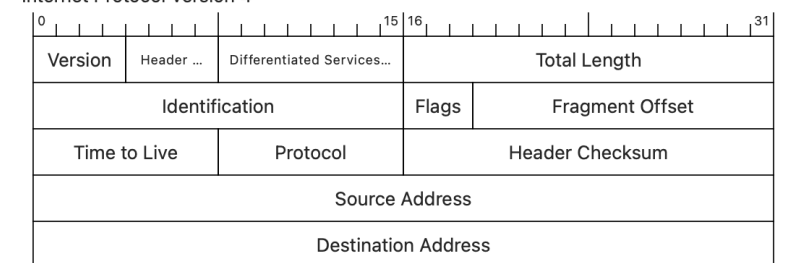 Internet Protocol Version 4
0 15 16 31
Version Header ... Differentiated Services... Total Length
Identification Flags Fragment Offset
Time to Live Protocol Header Checksum
Source Address
Destination Address